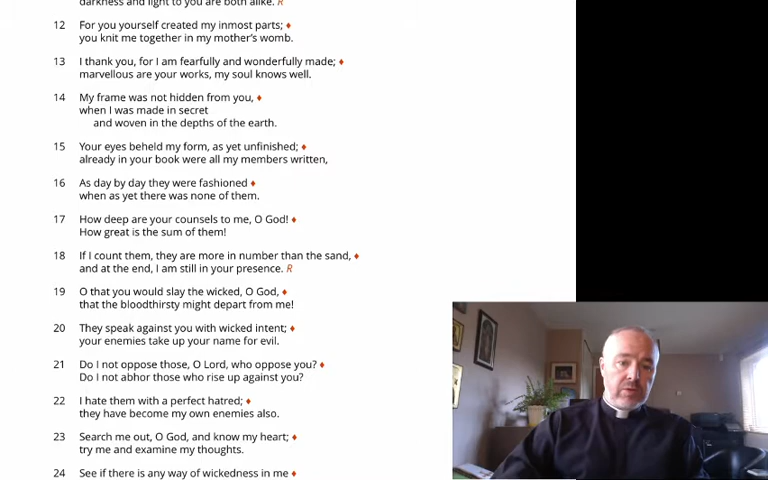 darkness and light to you are both alike. R
12 For you yourself created my inmost parts; ♦
you knit me together in my mother's womb.
13 I thank you, for I am fearfully and wonderfully made; ♦
marvellous are your works, my soul knows well.
14 My frame was not hidden from you, ♦
when I was made in secret
and woven in the depths of the earth.
15 Your eyes beheld my form, as yet unfinished; ♦
already in your book were all my members written,
16 As day by day they were fashioned ♦
when as yet there was none of them.
17 How deep are your counsels to me, O God! ♦
How great is the sum of them!
18 If I count them, they are more in number than the sand, ♦
and at the end, I am still in your presence. R
19 O that you would slay the wicked, O God, ♦
that the bloodthirsty might depart from me!
20 They speak against you with wicked intent; ♦
your enemies take up your name for evil.
21 Do I not oppose those, O Lord, who oppose you? ♦
Do I not abhor those who rise up against you?
22 I hate them with a perfect hatred; ♦
they have become my own enemies also.
23 Search me out, O God, and know my heart; ♦
try me and examine my thoughts.
24 See if there is any way of wickedness in me ♦